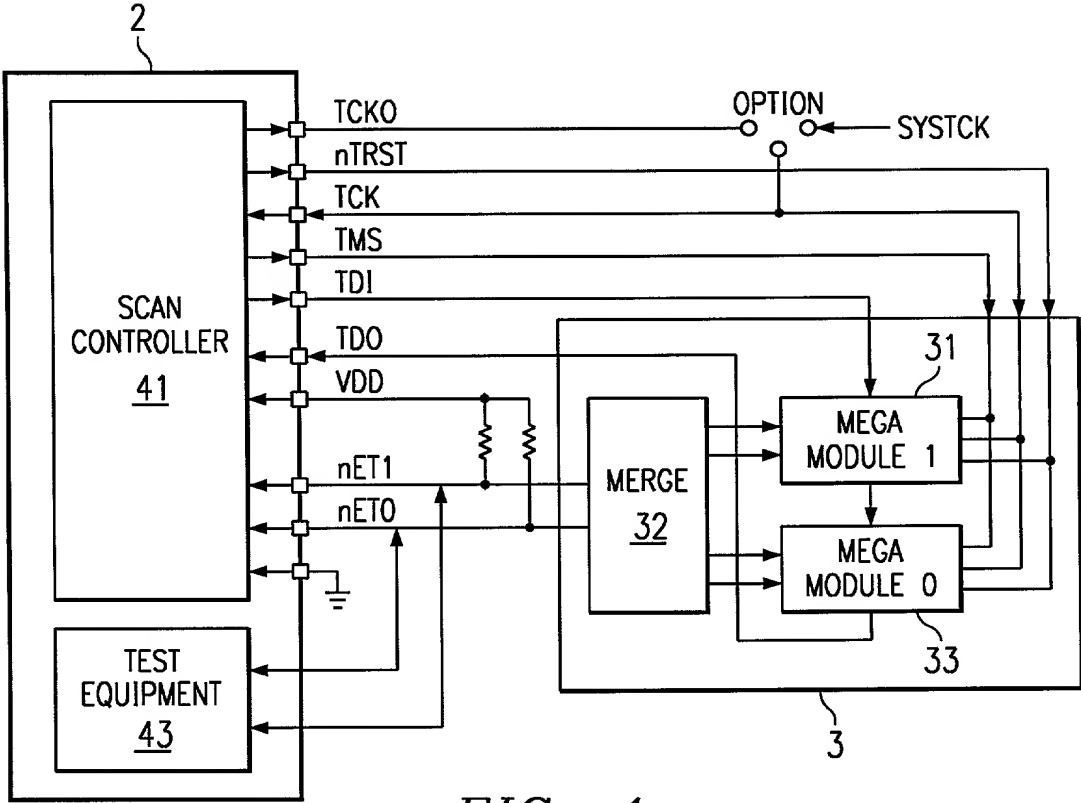 2
TCKO
OPTION
SYSTCK
nTRST
TCK
TMS
TDI
SCAN
CONTROLLER
41
TDO
VDD
31
MEGA
MODULE 1
nET1
MERGE
32
nET0
MEGA
MODULE 0
33
TEST
EQUIPMENT
43
3